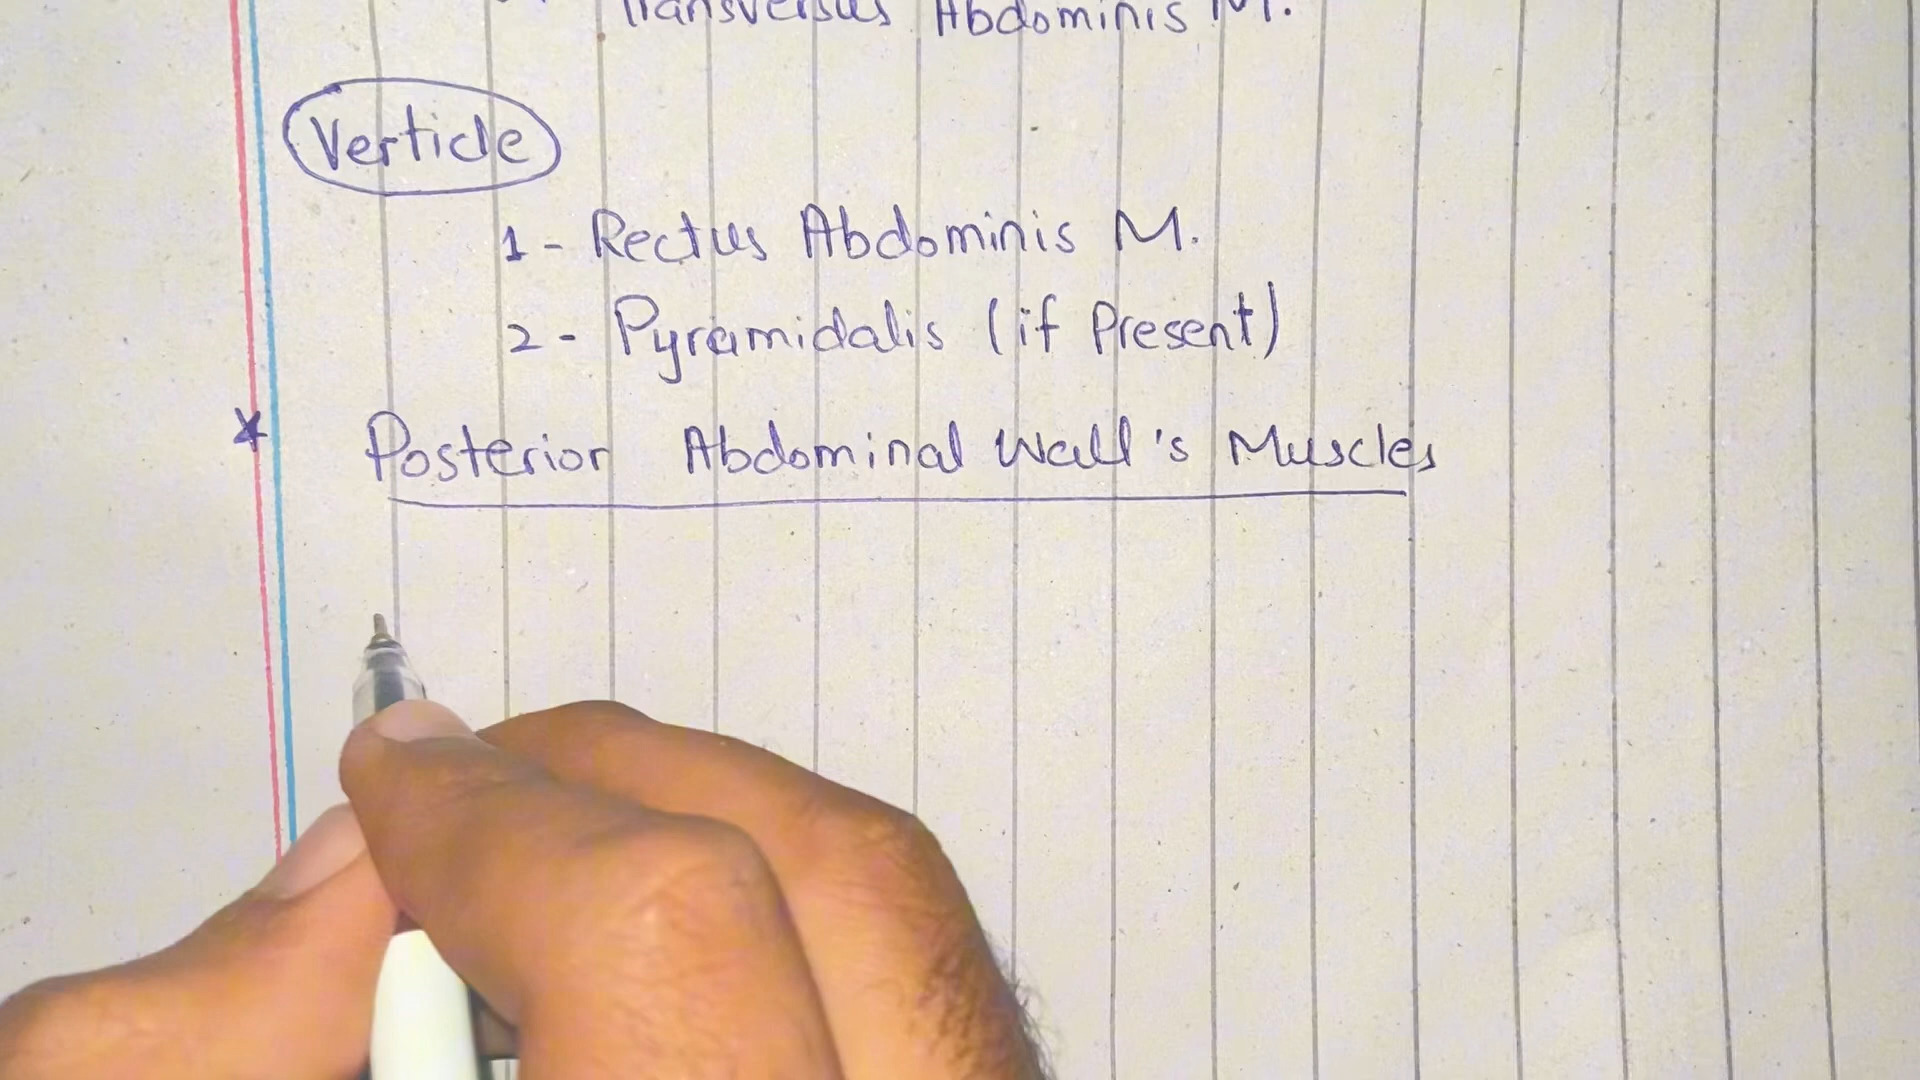 Transversus Abdominis M.
Verticle
1- Rectus Abdominis M.
2- Pyramidalis (if Present)
* Posterior Abdominal Wall's Muscles